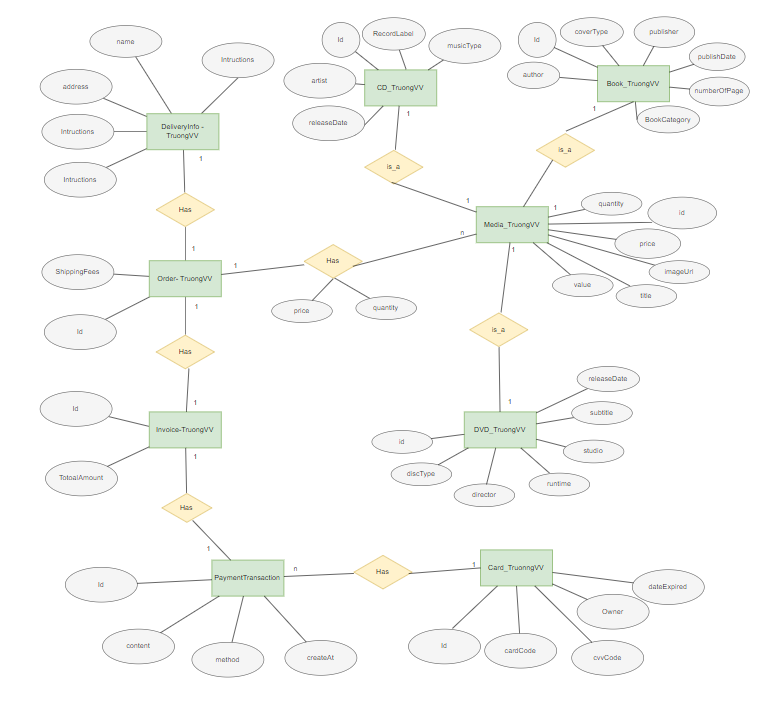 name
Intructions
address
Intructions
Intructions
DeliveryInfo -
TruongVV
1
Id
RecordLabel
musicType
artist
releaseDate
CD_TruongVV
1
Id
coverType
publisher
publishDate
author
numberOfPage
BookCategory
Book_TruongVV
1
is_a
is_a
Has
1
1
1
n
Media_TruongVV
1
quantity
id
price
imageUrl
title
value
ShippingFees
Id
Order- TruongVV
1
1
Has
price
quantity
is_a
Has
1
1
Id
TotoalAmount
Invoice-TruongVV
1
releaseDate
subtitle
studio
runtime
director
discType
id
DVD_TruongVV
Has
1
PaymentTransaction
n
Has
1
Card_TruonngVV
Id
content
method
createAt
dateExpired
Owner
Id
cardCode
cvvCode